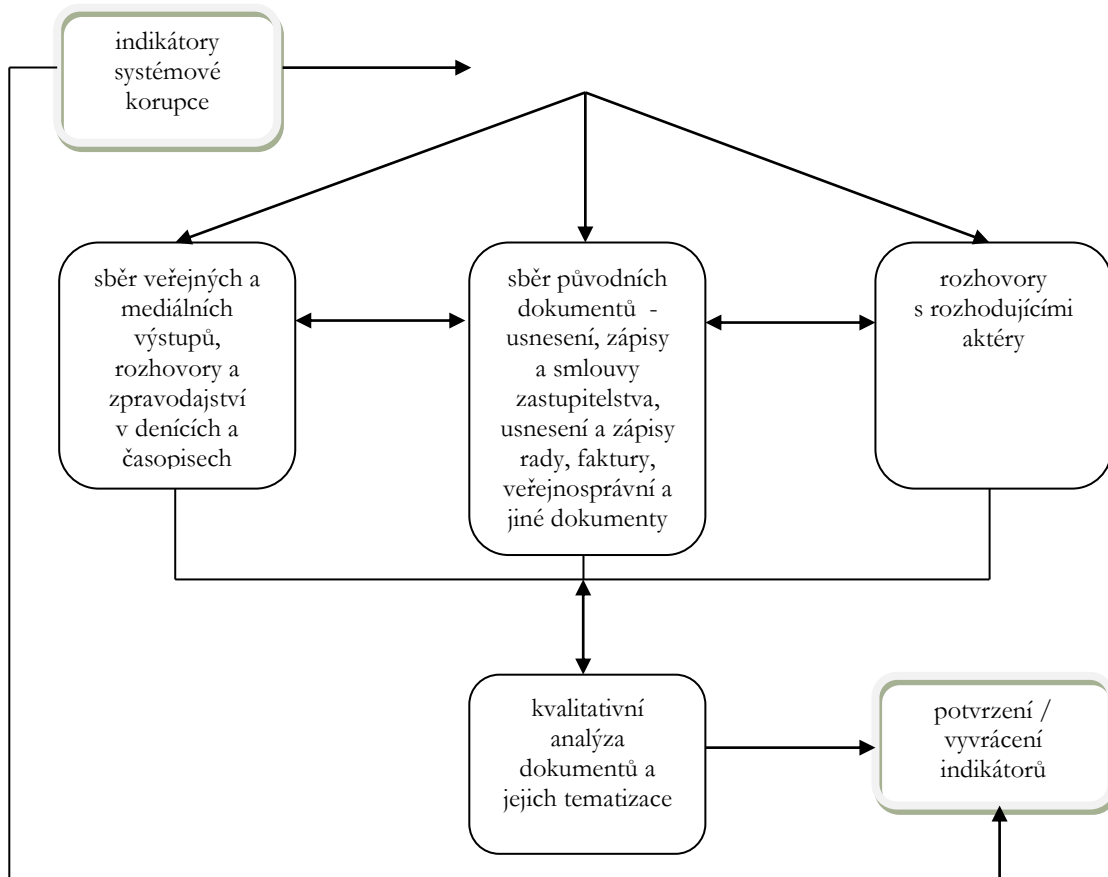 indikátory
systémové
korupce
sběr veřejných a
mediálních
výstupů,
rozhovory a
zpravodajství
v denících a
časopisech
sběr původních
dokumentů -
usnesení, zápisy
a smlouvy
zastupitelstva,
usnesení a zápisy
rady, faktury,
veřejnosprávní a
jiné dokumenty
rozhovory
s rozhodujícími
aktéry
kvalitativní
analýza
dokumentů a
jejich tematizace
potvrzení /
vyvrácení
indikátorů